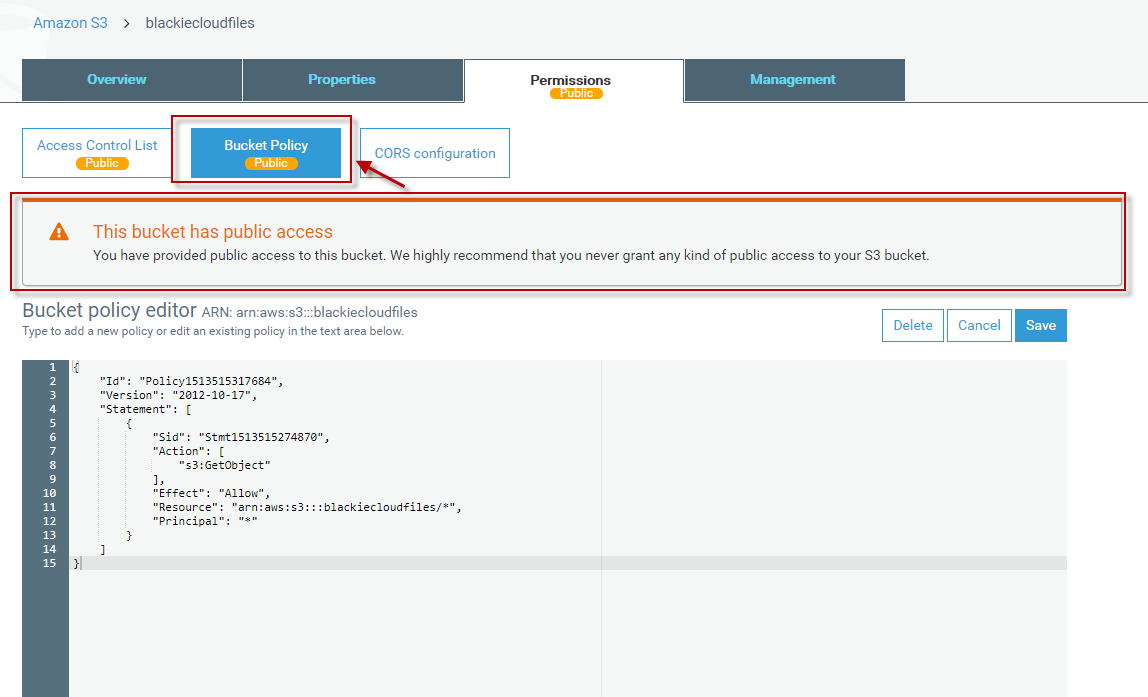 Amazon S3 > blackiecloudfiles
Overview Properties Permissions Management
Public
Access Control List Bucket Policy CORS configuration
Public Public
This bucket has public access
You have provided public access to this bucket. We highly recommend that you never grant any kind of public access to your S3 bucket.
Bucket policy editor ARN: arn:aws:s3:::blackiecloudfiles
Type to add a new policy or edit an existing policy in the text area below.
Delete Cancel Save
1 {
2 "Id": "Policy1513515317684",
3 "Version": "2012-10-17",
4 "Statement": [
5 {
6 "Sid": "Stmt1513515274870",
7 "Action": [
8 "s3:GetObject"
9 ],
10 "Effect": "Allow",
11 "Resource": "arn:aws:s3:::blackiecloudfiles/*",
12 "Principal": "*"
13 }
14 ]
15 }